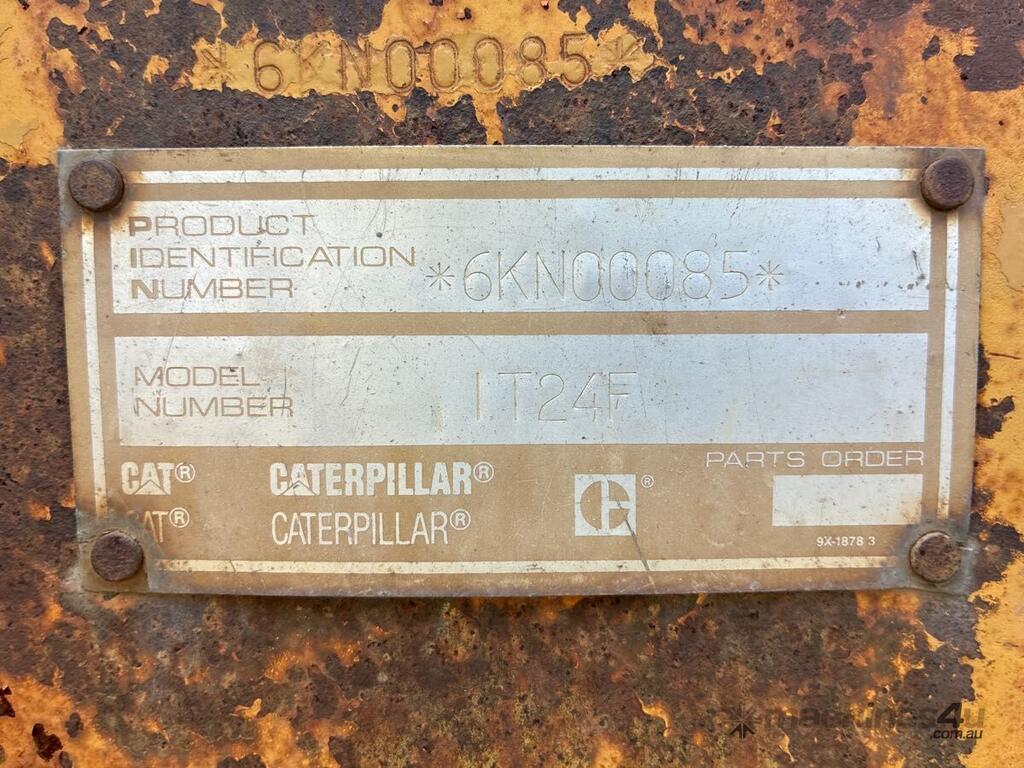 *6KN00085*
PRODUCT
IDENTIFICATION
NUMBER
*6KN00085*
MODEL
NUMBER
IT24F
PARTS ORDER
CAT® CATERPILLAR®
CAT® CATERPILLAR®
C®
9X-1878 3
machines4u
.com.au